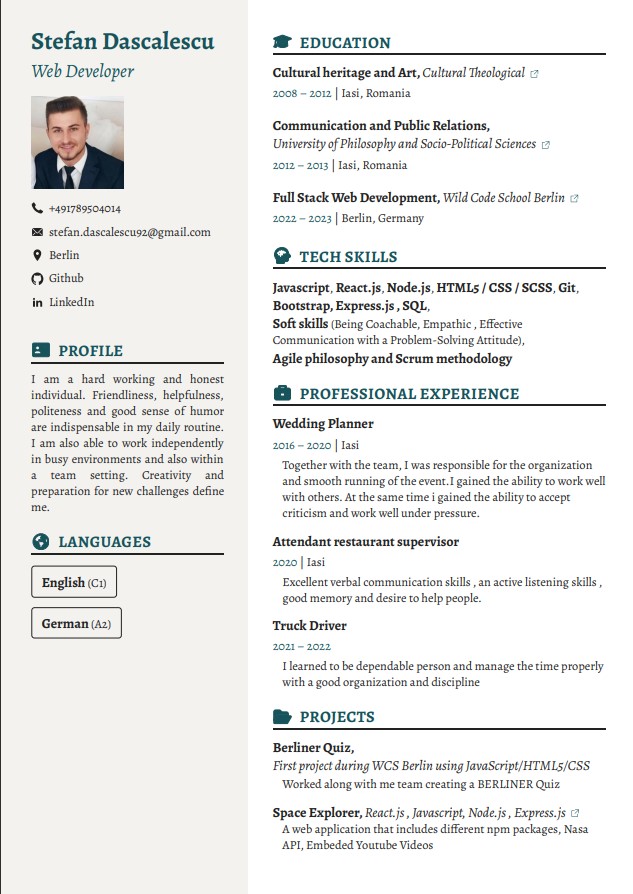 Stefan Dascalescu
Web Developer
+491789504014
stefan.dascalescu92@gmail.com
Berlin
Github
LinkedIn
PROFILE
I am a hard working and honest
individual. Friendliness, helpfulness,
politeness and good sense of humor
are indispensable in my daily routine.
I am also able to work independently
in busy environments and also within
a team setting. Creativity and
preparation for new challenges define
me.
LANGUAGES
English (C1)
German (A2)
EDUCATION
Cultural heritage and Art, Cultural Theological
2008 – 2012 | Iasi, Romania
Communication and Public Relations,
University of Philosophy and Socio-Political Sciences
2012 – 2013 | Iasi, Romania
Full Stack Web Development, Wild Code School Berlin
2022 – 2023 | Berlin, Germany
TECH SKILLS
Javascript, React.js, Node.js, HTML5 / CSS / SCSS, Git,
Bootstrap, Express.js , SQL,
Soft skills (Being Coachable, Empathic , Effective
Communication with a Problem-Solving Attitude),
Agile philosophy and Scrum methodology
PROFESSIONAL EXPERIENCE
Wedding Planner
2016 – 2020 | Iasi
Together with the team, I was responsible for the organization
and smooth running of the event.I gained the ability to work well
with others. At the same time i gained the ability to accept
criticism and work well under pressure.
Attendant restaurant supervisor
2020 | Iasi
Excellent verbal communication skills , an active listening skills ,
good memory and desire to help people.
Truck Driver
2021 – 2022
I learned to be dependable person and manage the time properly
with a good organization and discipline
PROJECTS
Berliner Quiz,
First project during WCS Berlin using JavaScript/HTML5/CSS
Worked along with me team creating a BERLINER Quiz
Space Explorer, React.js , Javascript, Node.js , Express.js
A web application that includes different npm packages, Nasa
API, Embeded Youtube Videos